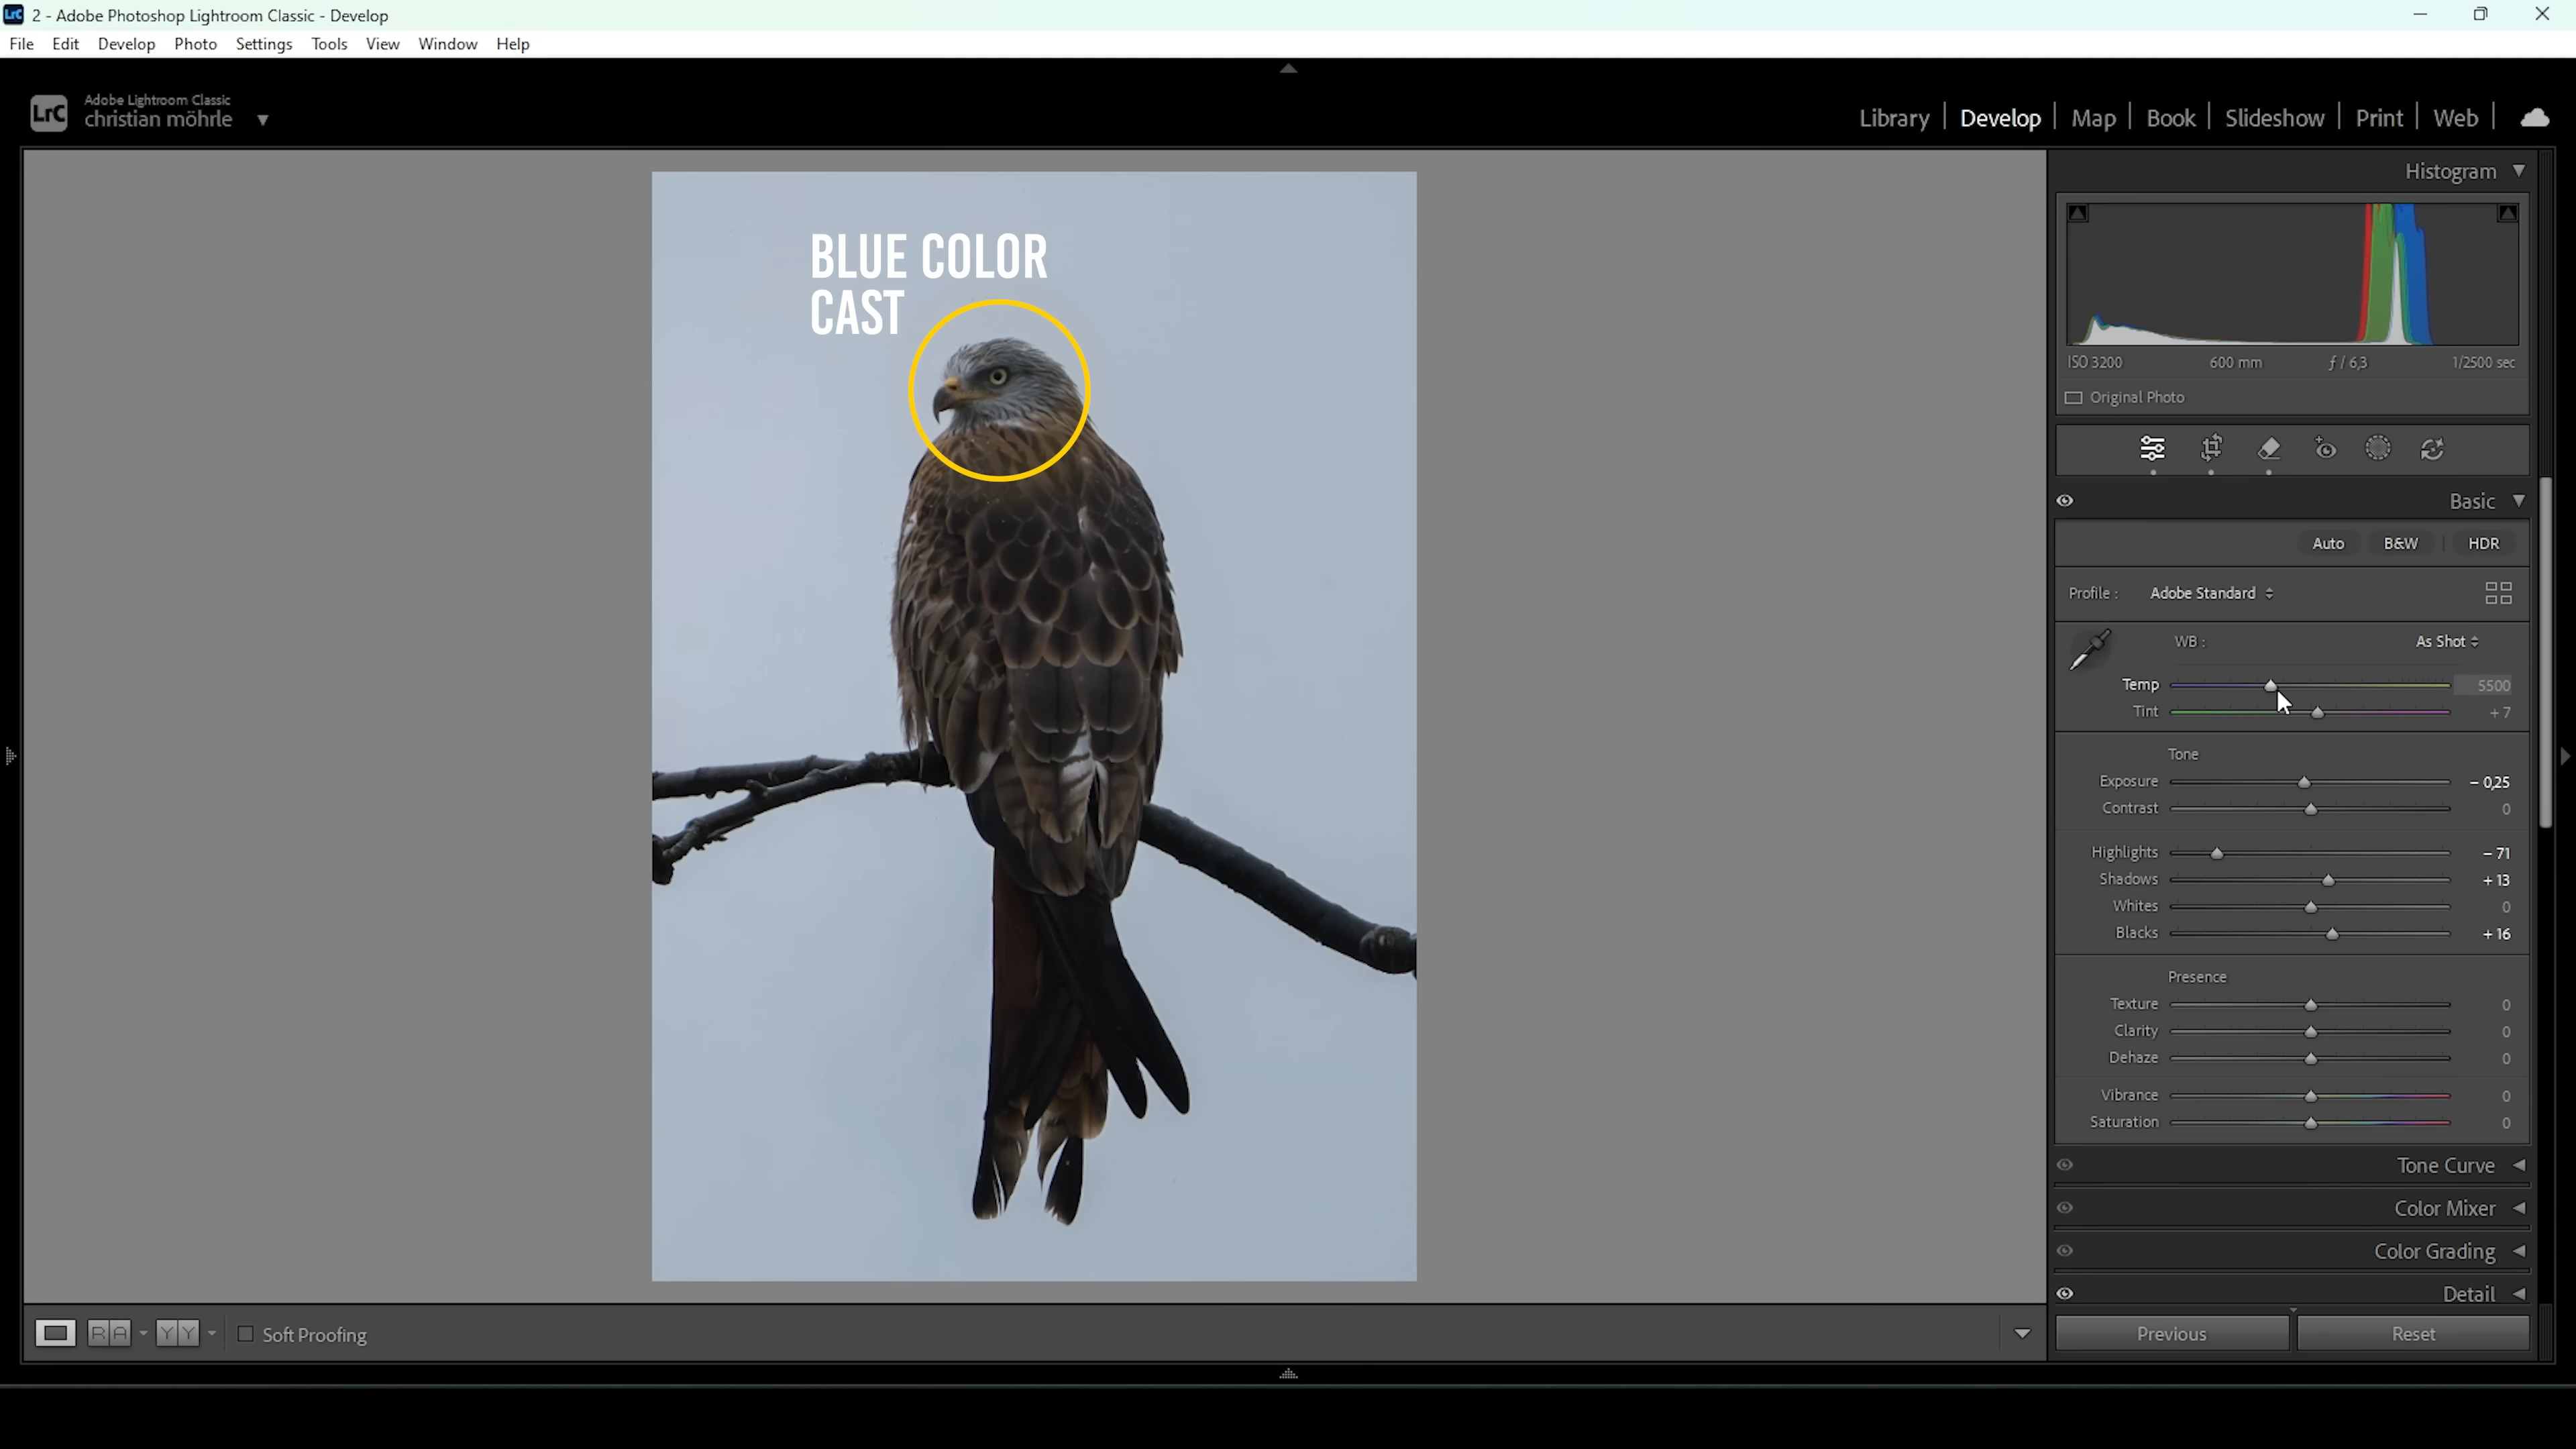 LrC 2 - Adobe Photoshop Lightroom Classic - Develop
File Edit Develop Photo Settings Tools View Window Help
LrC Adobe Lightroom Classic
christian möhrle
Library | Develop | Map | Book | Slideshow | Print | Web |
Histogram
BLUE COLOR
CAST
ISO 3200 600 mm ƒ / 6,3 1/2500 sec
Original Photo
Basic
Auto B&W HDR
Profile : Adobe Standard
WB : As Shot
Temp 5500
Tint + 7
Tone
Exposure - 0,25
Contrast 0
Highlights - 71
Shadows + 13
Whites 0
Blacks + 16
Presence
Texture 0
Clarity 0
Dehaze 0
Vibrance 0
Saturation 0
Tone Curve
Color Mixer
Color Grading
Detail
R A Y Y Soft Proofing
Previous Reset